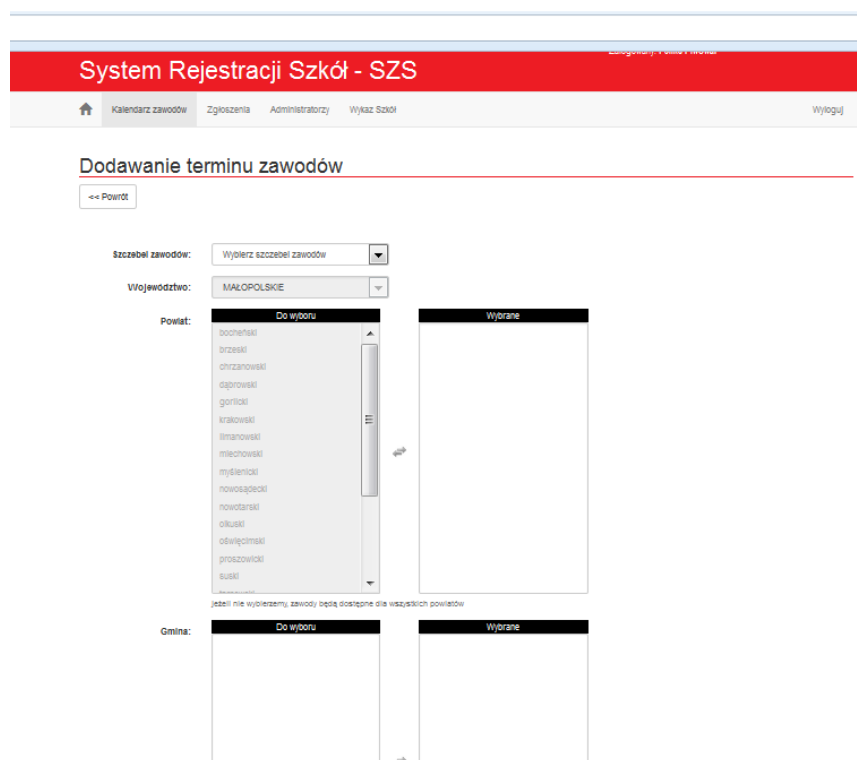 System Rejestracji Szkół - SZS
Kalendarz zawodów Zgłoszenia Administratorzy Wykaz Szkół Wyloguj
Dodawanie terminu zawodów
<< Powrót
Szczebel zawodów: Wybierz szczebel zawodów
Województwo: MAŁOPOLSKIE
Powiat: Do wyboru Wybrane
bocheński
brzeski
chrzanowski
dąbrowski
gorlicki
krakowski
limanowski
miechowski
myślenicki
nowosądecki
nowotarski
olkuski
oświęcimski
proszowicki
suski
jeżeli nie wybierzemy, zawody będą dostępne dla wszystkich powiatów
Gmina: Do wyboru Wybrane